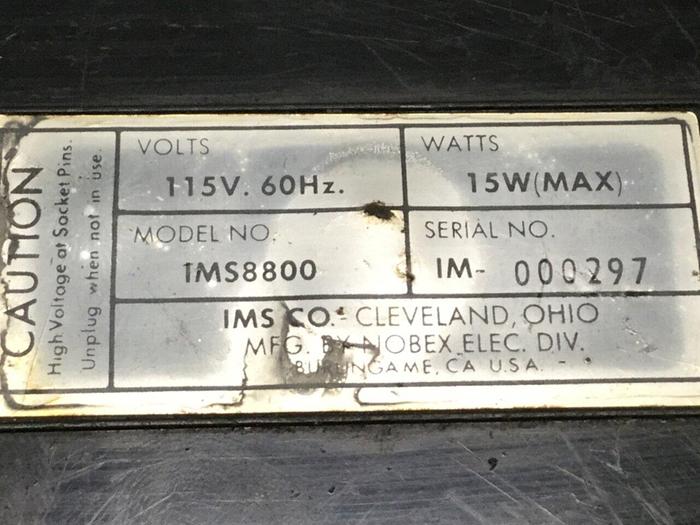 CAUTION
High Voltage at Socket Pins.
Unplug when not in use.
VOLTS
115V. 60Hz.
WATTS
15W(MAX)
MODEL NO.
IMS8800
SERIAL NO.
IM- 000297
IMS CO.- CLEVELAND, OHIO
MFG. BY NOBEX ELEC. DIV.
BURLINGAME, CA U.S.A.